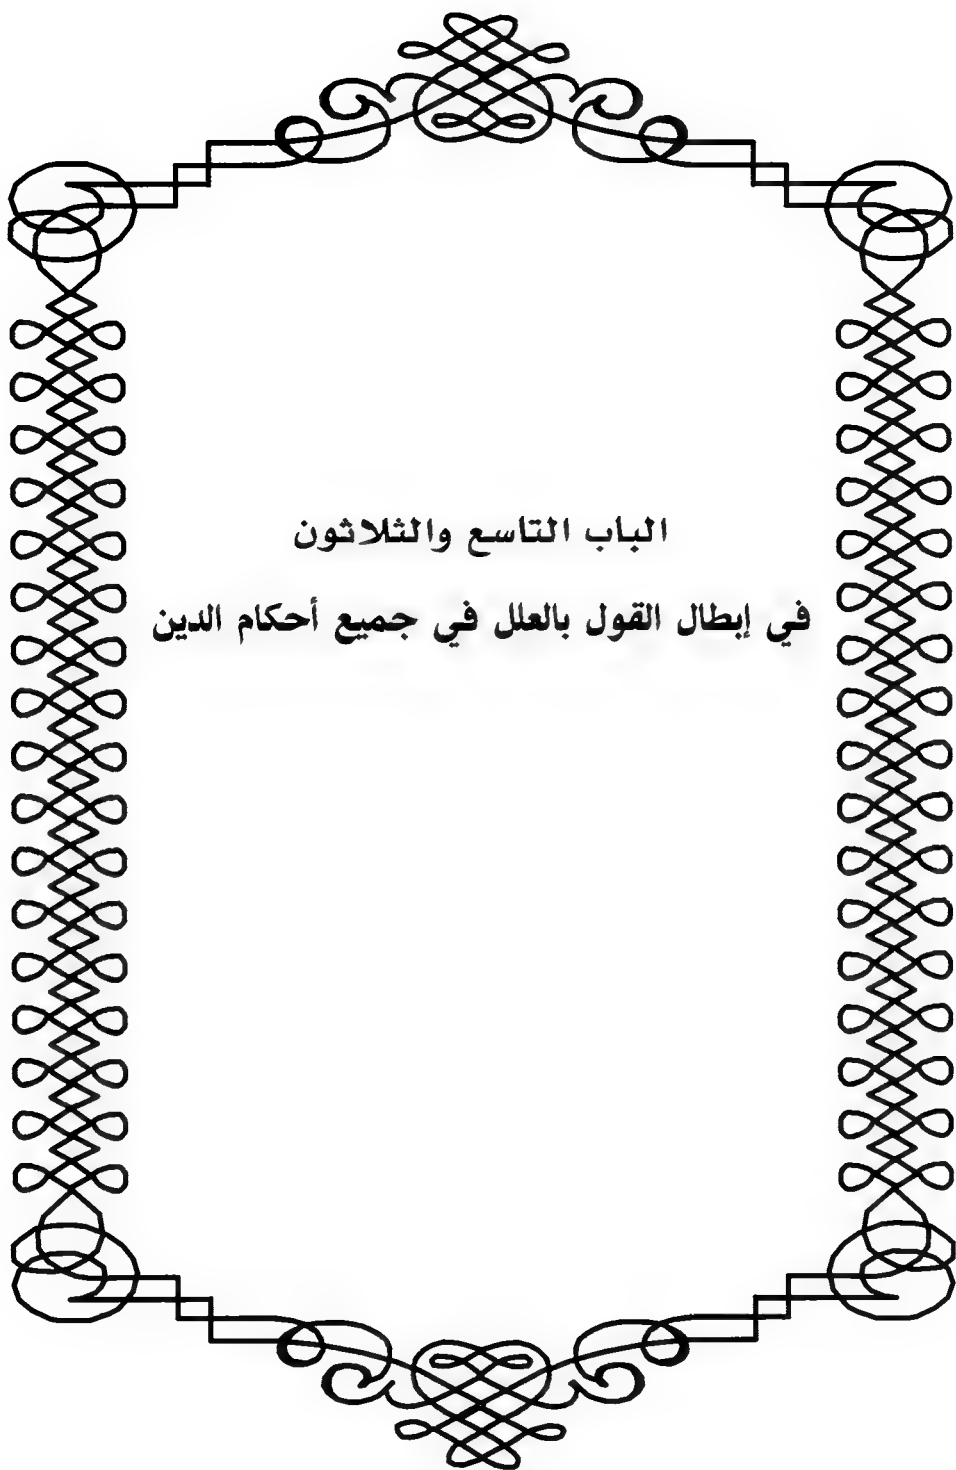 الباب التاسع والثلاثون
في إبطال القول بالعلل في جميع أحكام الدين